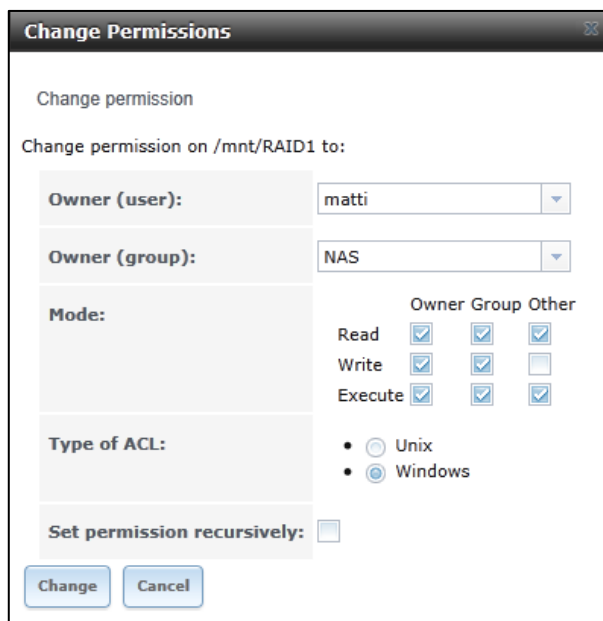 Change Permissions
Change permission
Change permission on /mnt/RAID1 to:
Owner (user): matti
Owner (group): NAS
Mode:
Owner Group Other
Read
Write
Execute
Type of ACL:
Unix
Windows
Set permission recursively:
Change Cancel